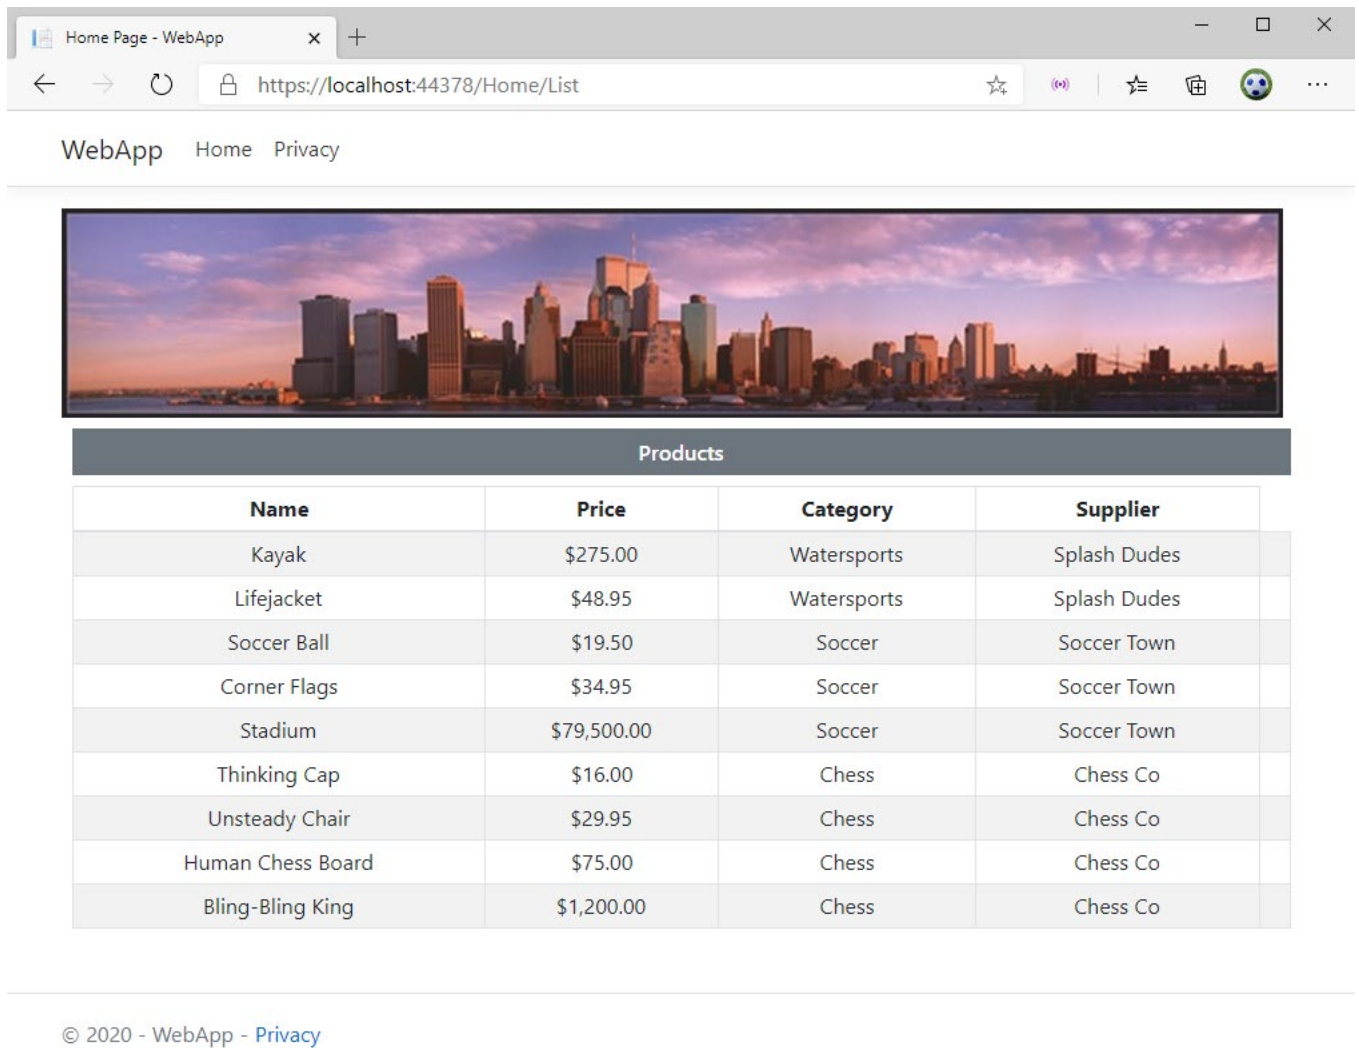 Home Page - WebApp
https://localhost:44378/Home/List
WebApp Home Privacy
Products
Name Price Category Supplier
Kayak $275.00 Watersports Splash Dudes
Lifejacket $48.95 Watersports Splash Dudes
Soccer Ball $19.50 Soccer Soccer Town
Corner Flags $34.95 Soccer Soccer Town
Stadium $79,500.00 Soccer Soccer Town
Thinking Cap $16.00 Chess Chess Co
Unsteady Chair $29.95 Chess Chess Co
Human Chess Board $75.00 Chess Chess Co
Bling-Bling King $1,200.00 Chess Chess Co
© 2020 - WebApp - Privacy